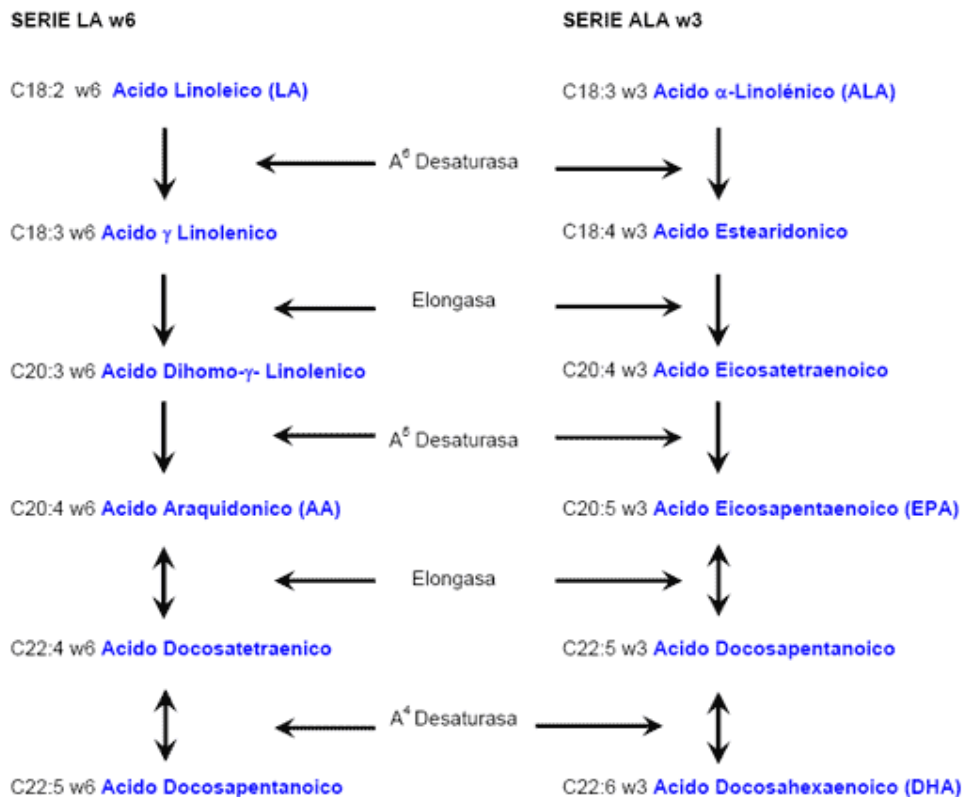 SERIE LA w6
SERIE ALA w3
C18:2 w6 Acido Linoleico (LA)
C18:3 w3 Acido α-Linolénico (ALA)
A⁶ Desaturasa
C18:3 w6 Acido γ Linolenico
C18:4 w3 Acido Estearidonico
Elongasa
C20:3 w6 Acido Dihomo-γ- Linolenico
C20:4 w3 Acido Eicosatetraenoico
A⁵ Desaturasa
C20:4 w6 Acido Araquidonico (AA)
C20:5 w3 Acido Eicosapentaenoico (EPA)
Elongasa
C22:4 w6 Acido Docosatetraenico
C22:5 w3 Acido Docosapentanoico
A⁴ Desaturasa
C22:5 w6 Acido Docosapentanoico
C22:6 w3 Acido Docosahexaenoico (DHA)